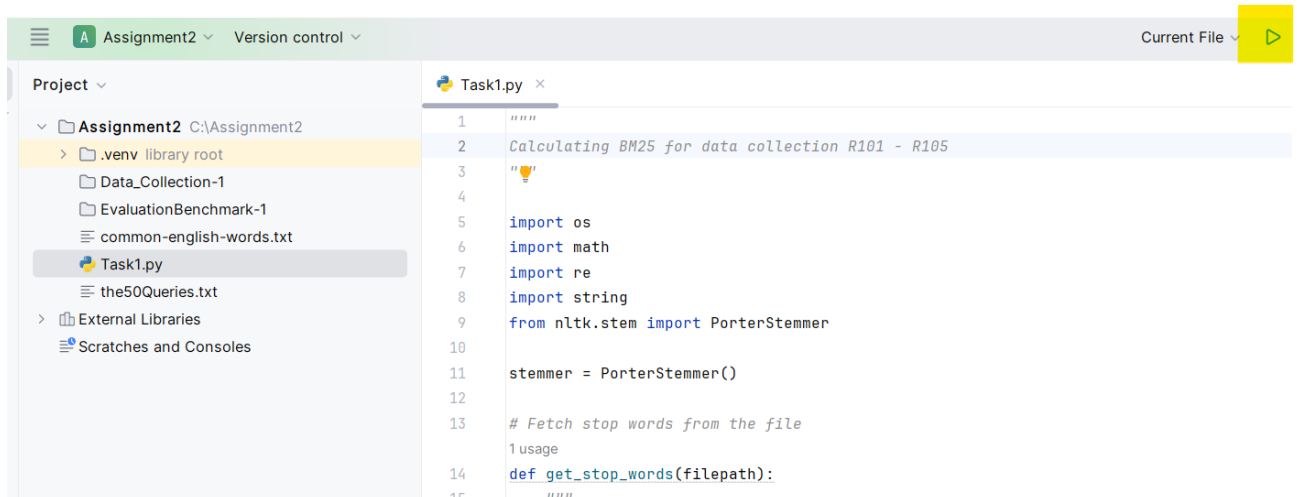 A Assignment2 Version control Current File
Project
Assignment2 C:\Assignment2
.venv library root
Data_Collection-1
EvaluationBenchmark-1
common-english-words.txt
Task1.py
the50Queries.txt
External Libraries
Scratches and Consoles
Task1.py ×
1 """
2 Calculating BM25 for data collection R101 - R105
3 """
4
5 import os
6 import math
7 import re
8 import string
9 from nltk.stem import PorterStemmer
10
11 stemmer = PorterStemmer()
12
13 # Fetch stop words from the file
1 usage
14 def get_stop_words(filepath):
15 """